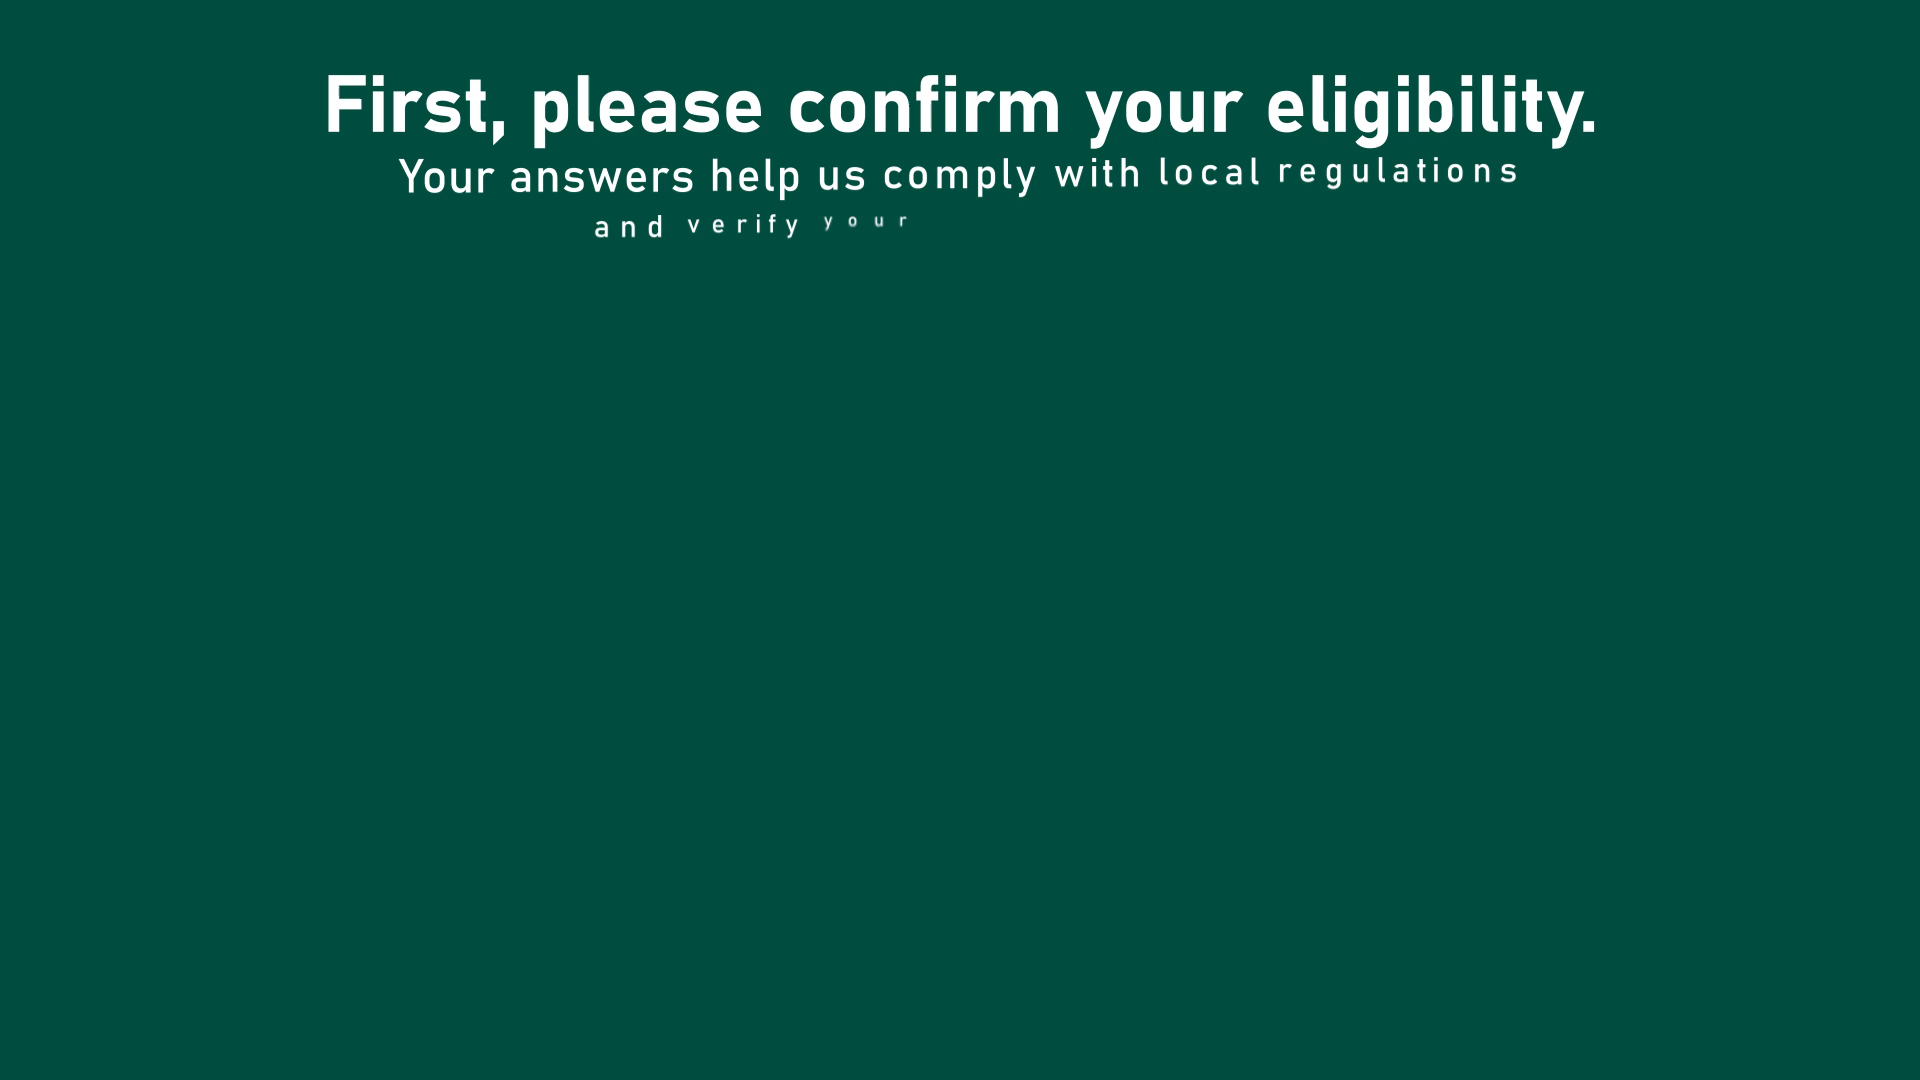 First, please confirm your eligibility.
Your answers help us comply with local regulations
and verify your